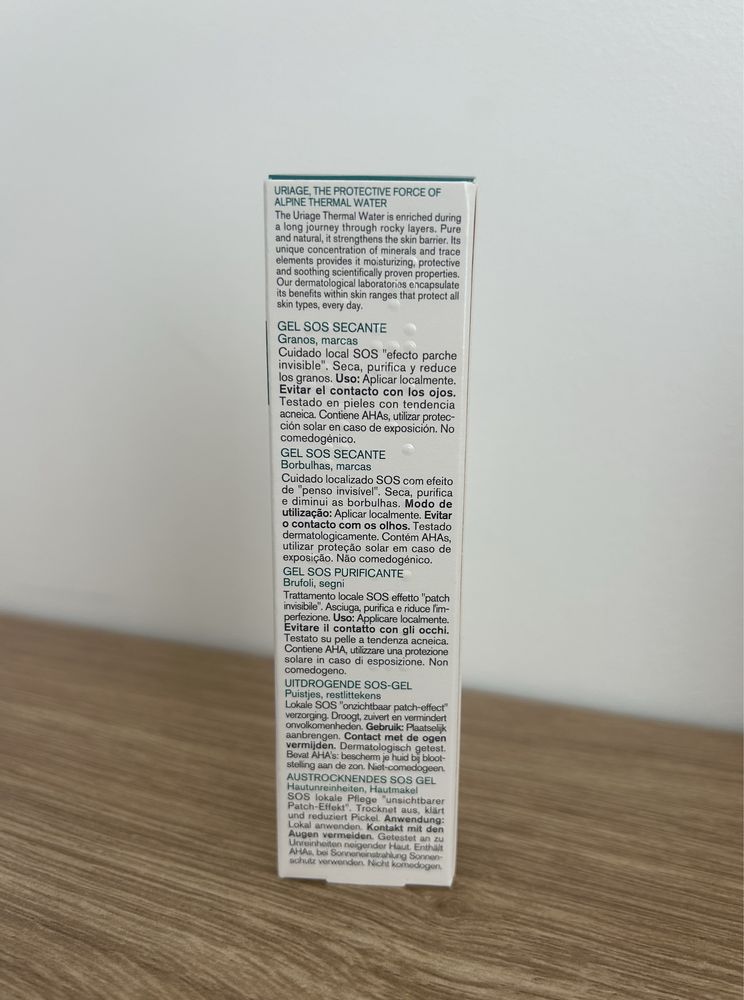 URIAGE, THE PROTECTIVE FORCE OF
ALPINE THERMAL WATER
The Uriage Thermal Water is enriched during
a long journey through rocky layers. Pure
and natural, it strengthens the skin barrier. Its
unique concentration of minerals and trace
elements provides it moisturizing, protective
and soothing scientifically proven properties.
Our dermatological laboratories encapsulate
its benefits within skin ranges that protect all
skin types, every day.
GEL SOS SECANTE
Granos, marcas
Cuidado local SOS "efecto parche
invisible". Seca, purifica y reduce
los granos. Uso: Aplicar localmente.
Evitar el contacto con los ojos.
Testado en pieles con tendencia
acneica. Contiene AHAs, utilizar protec-
ción solar en caso de exposición. No
comedogénico.
GEL SOS SECANTE
Borbulhas, marcas
Cuidado localizado SOS com efeito
de "penso invisível". Seca, purifica
e diminui as borbulhas. Modo de
utilização: Aplicar localmente. Evitar
o contacto com os olhos. Testado
dermatologicamente. Contém AHAs,
utilizar proteção solar em caso de
exposição. Não comedogénico.
GEL SOS PURIFICANTE
Brufoli, segni
Trattamento locale SOS effetto "patch
invisibile". Asciuga, purifica e riduce l'im-
perfezione. Uso: Applicare localmente.
Evitare il contatto con gli occhi.
Testato su pelle a tendenza acneica.
Contiene AHA, utilizzare una protezione
solare in caso di esposizione. Non
comedogeno.
UITDROGENDE SOS-GEL
Puistjes, restlittekens
Lokale SOS "onzichtbaar patch-effect"
verzorging. Droogt, zuivert en vermindert
onvolkomenheden. Gebruik: Plaatselijk
aanbrengen. Contact met de ogen
vermijden. Dermatologisch getest.
Bevat AHA's: bescherm je huid bij bloot-
stelling aan de zon. Niet-comedogeen.
AUSTROCKNENDES SOS GEL
Hautunreinheiten, Hautmakel
SOS lokale Pflege "unsichtbarer
Patch-Effekt". Trocknet aus, klärt
und reduziert Pickel. Anwendung:
Lokal anwenden. Kontakt mit den
Augen vermeiden. Getestet an zu
Unreinheiten neigender Haut. Enthält
AHAs, bei Sonneneinstrahlung Sonnen-
schutz verwenden. Nicht komedogen.